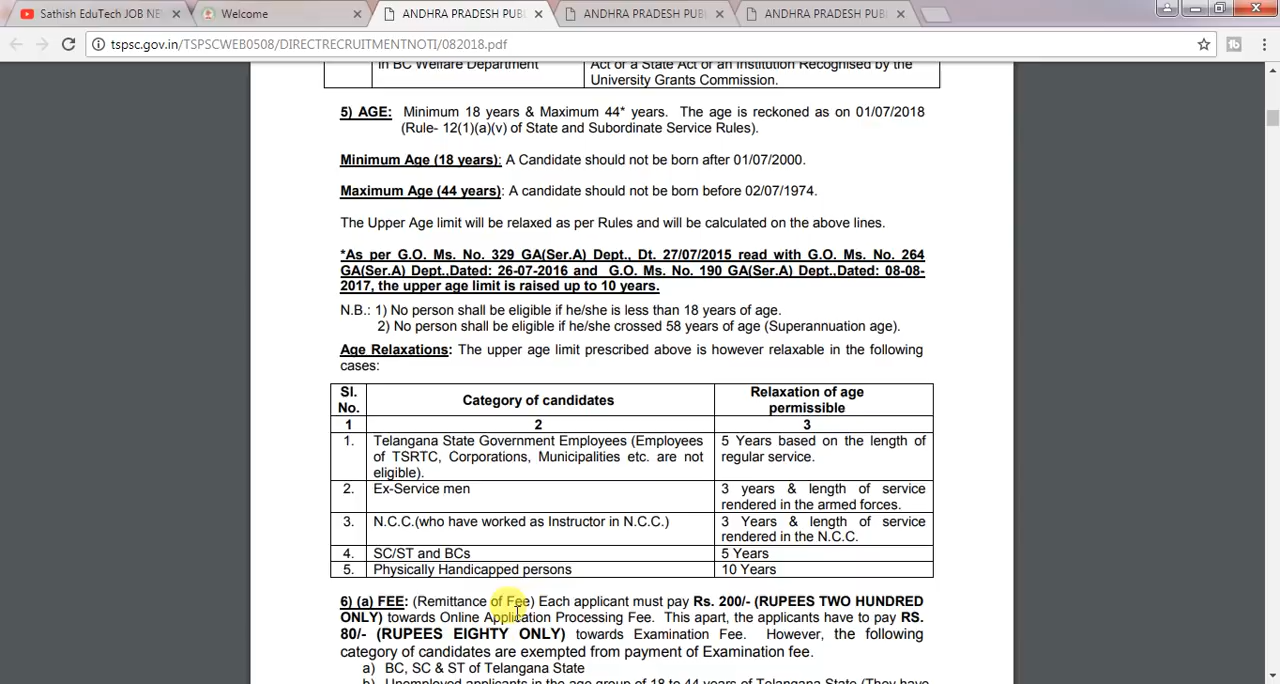 Sathish EduTech JOB NE
Welcome
ANDHRA PRADESH PUB
ANDHRA PRADESH PUB
ANDHRA PRADESH PUB
tspsc.gov.in/TSPSCWEB0508/DIRECTRECRUITMENTNOTI/082018.pdf
in BC Welfare Department
Act or a State Act or an Institution Recognised by the
University Grants Commission.
5) AGE: Minimum 18 years & Maximum 44* years. The age is reckoned as on 01/07/2018
(Rule- 12(1)(a)(v) of State and Subordinate Service Rules).
Minimum Age (18 years): A Candidate should not be born after 01/07/2000.
Maximum Age (44 years): A candidate should not be born before 02/07/1974.
The Upper Age limit will be relaxed as per Rules and will be calculated on the above lines.
*As per G.O. Ms. No. 329 GA(Ser.A) Dept., Dt. 27/07/2015 read with G.O. Ms. No. 264
GA(Ser.A) Dept.,Dated: 26-07-2016 and G.O. Ms. No. 190 GA(Ser.A) Dept.,Dated: 08-08-
2017, the upper age limit is raised up to 10 years.
N.B.: 1) No person shall be eligible if he/she is less than 18 years of age.
2) No person shall be eligible if he/she crossed 58 years of age (Superannuation age).
Age Relaxations: The upper age limit prescribed above is however relaxable in the following
cases:
Sl. No. Category of candidates Relaxation of age permissible
1 2 3
1. Telangana State Government Employees (Employees 5 Years based on the length of
of TSRTC, Corporations, Municipalities etc. are not regular service.
eligible).
2. Ex-Service men 3 years & length of service
rendered in the armed forces.
3. N.C.C.(who have worked as Instructor in N.C.C.) 3 Years & length of service
rendered in the N.C.C.
4. SC/ST and BCs 5 Years
5. Physically Handicapped persons 10 Years
6) (a) FEE: (Remittance of Fee) Each applicant must pay Rs. 200/- (RUPEES TWO HUNDRED
ONLY) towards Online Application Processing Fee. This apart, the applicants have to pay RS.
80/- (RUPEES EIGHTY ONLY) towards Examination Fee. However, the following
category of candidates are exempted from payment of Examination fee.
a) BC, SC & ST of Telangana State
b) Unemployed applicants in the age group of 18 to 44 years of Telangana State (They have